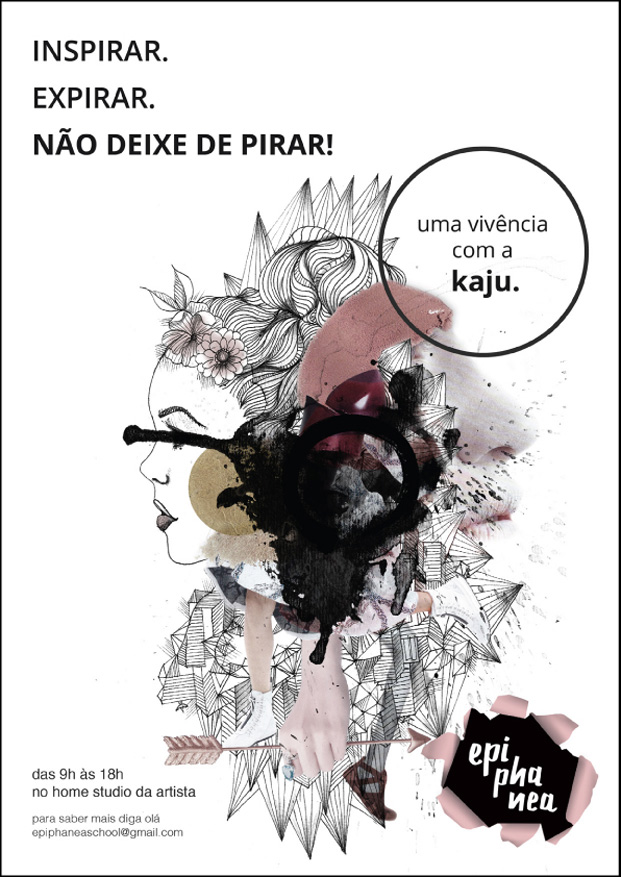 INSPIRAR.
EXPIRAR.
NÃO DEIXE DE PIRAR!
uma vivência
com a
kaju.
das 9h às 18h
no home studio da artista
para saber mais diga olá
epiphaneaschool@gmail.com
epi
pha
nea